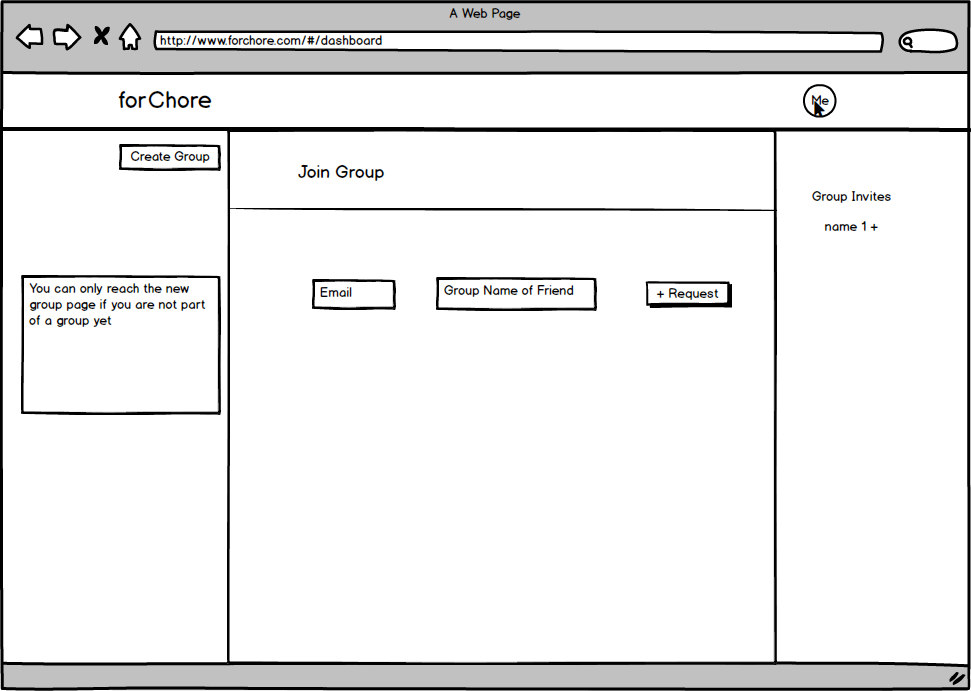 A Web Page
http://www.forchore.com/#/dashboard
forChore
Me
Create Group
Join Group
Group Invites
name 1 +
You can only reach the new
group page if you are not part
of a group yet
Email
Group Name of Friend
+ Request